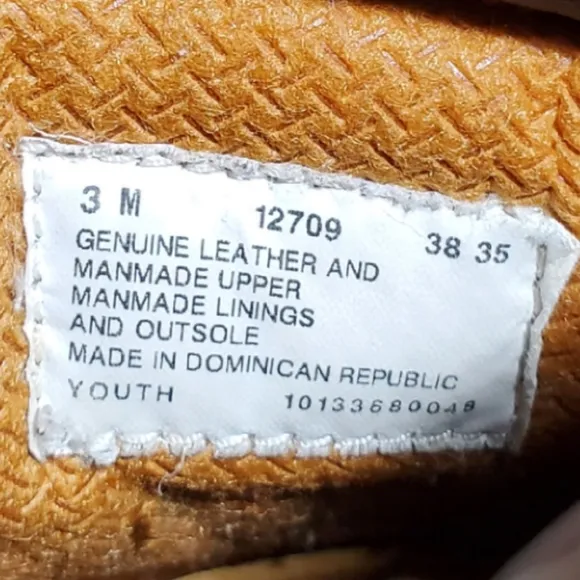 3 M 12709 38 35
GENUINE LEATHER AND
MANMADE UPPER
MANMADE LININGS
AND OUTSOLE
MADE IN DOMINICAN REPUBLIC
YOUTH 10133680048